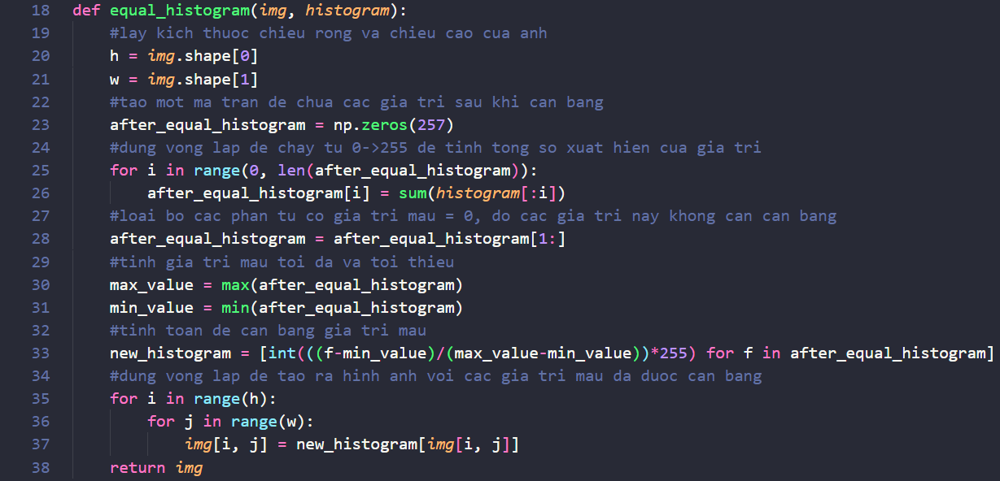 18 def equal_histogram(img, histogram):
19     #lay kich thuoc chieu rong va chieu cao cua anh
20     h = img.shape[0]
21     w = img.shape[1]
22     #tao mot ma tran de chua cac gia tri sau khi can bang
23     after_equal_histogram = np.zeros(257)
24     #dung vong lap de chay tu 0->255 de tinh tong so xuat hien cua gia tri
25     for i in range(0, len(after_equal_histogram)):
26         after_equal_histogram[i] = sum(histogram[:i])
27     #loai bo cac phan tu co gia tri mau = 0, do cac gia tri nay khong can can bang
28     after_equal_histogram = after_equal_histogram[1:]
29     #tinh gia tri mau toi da va toi thieu
30     max_value = max(after_equal_histogram)
31     min_value = min(after_equal_histogram)
32     #tinh toan de can bang gia tri mau
33     new_histogram = [int(((f-min_value)/(max_value-min_value))*255) for f in after_equal_histogram]
34     #dung vong lap de tao ra hinh anh voi cac gia tri mau da duoc can bang
35     for i in range(h):
36         for j in range(w):
37             img[i, j] = new_histogram[img[i, j]]
38     return img